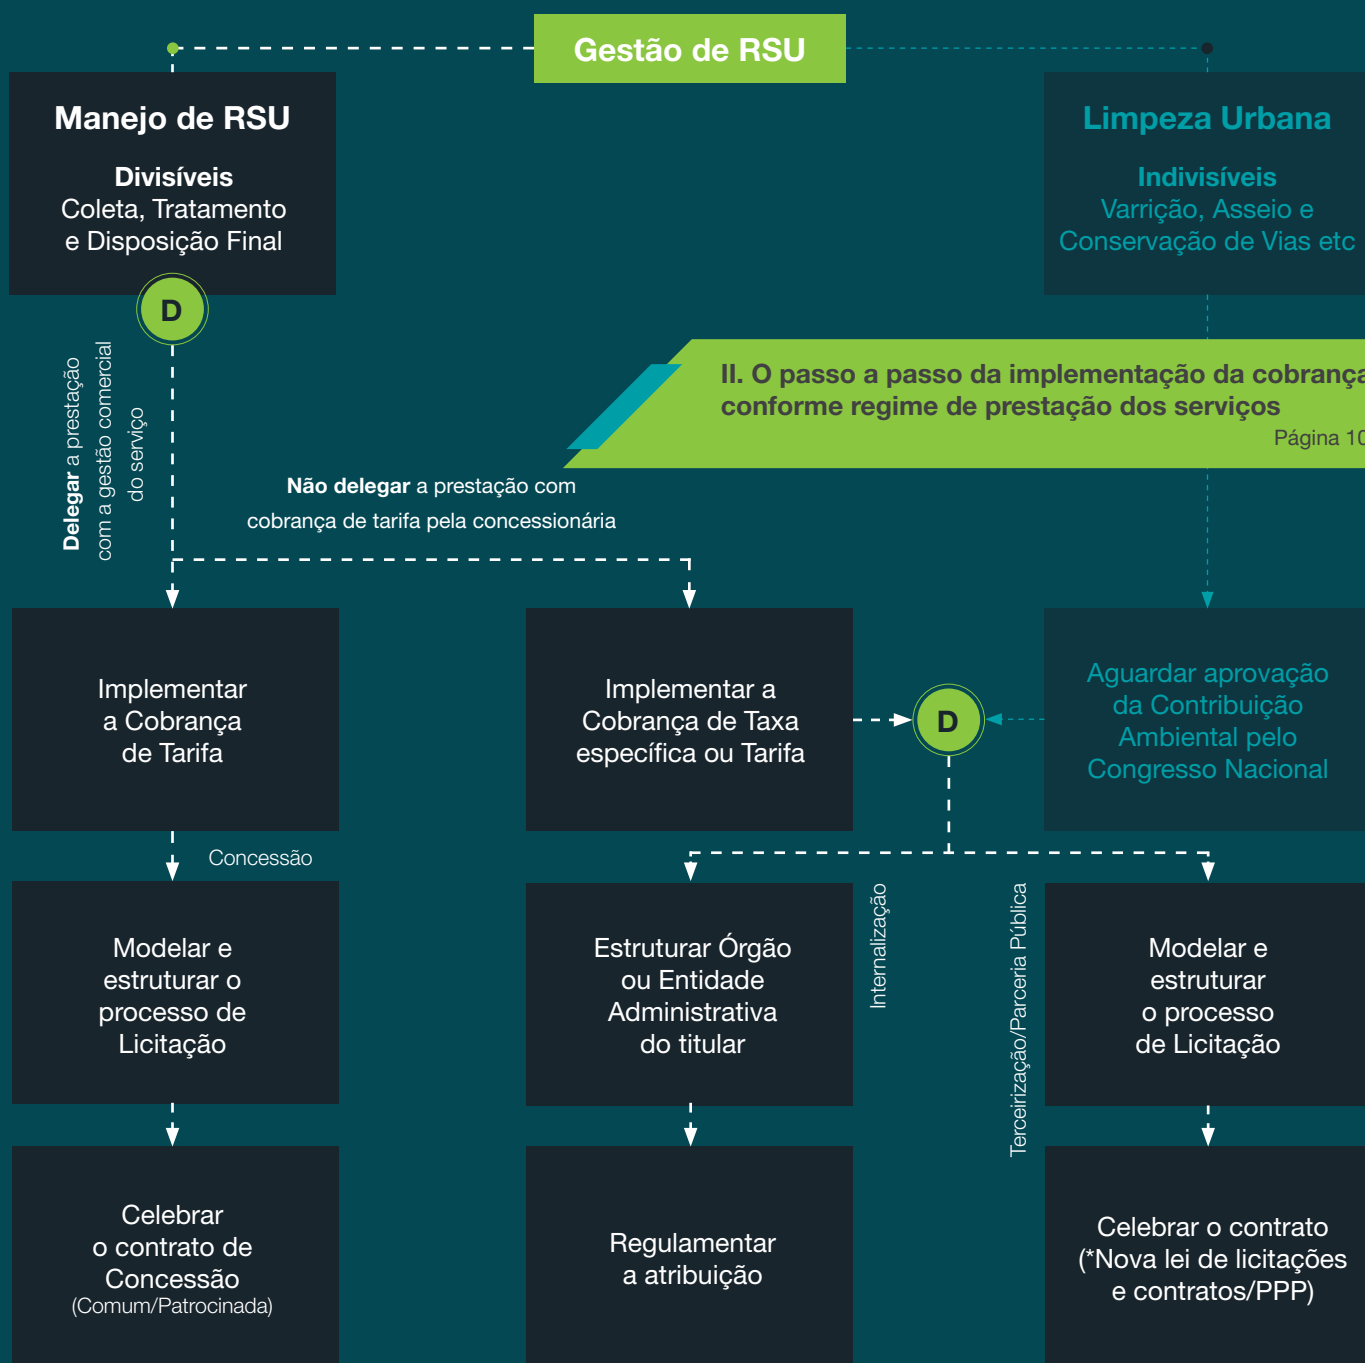 Gestão de RSU
Manejo de RSU
Divisíveis
Coleta, Tratamento
e Disposição Final
Limpeza Urbana
Indivisíveis
Varrição, Asseio e
Conservação de Vias etc
D
Delegar a prestação
com a gestão comercial
do serviço
II. O passo a passo da implementação da cobrança
conforme regime de prestação dos serviços
Página 10
Não delegar a prestação com
cobrança de tarifa pela concessionária
Implementar
a Cobrança
de Tarifa
Implementar a
Cobrança de Taxa
específica ou Tarifa
D
Aguardar aprovação
da Contribuição
Ambiental pelo
Congresso Nacional
Concessão
Modelar e
estruturar o
processo de
Licitação
Estruturar Órgão
ou Entidade
Administrativa
do titular
Internalização
Terceirização/Parceria Pública
Modelar e
estruturar
o processo
de Licitação
Celebrar
o contrato de
Concessão
(Comum/Patrocinada)
Regulamentar
a atribuição
Celebrar o contrato
(*Nova lei de licitações
e contratos/PPP)